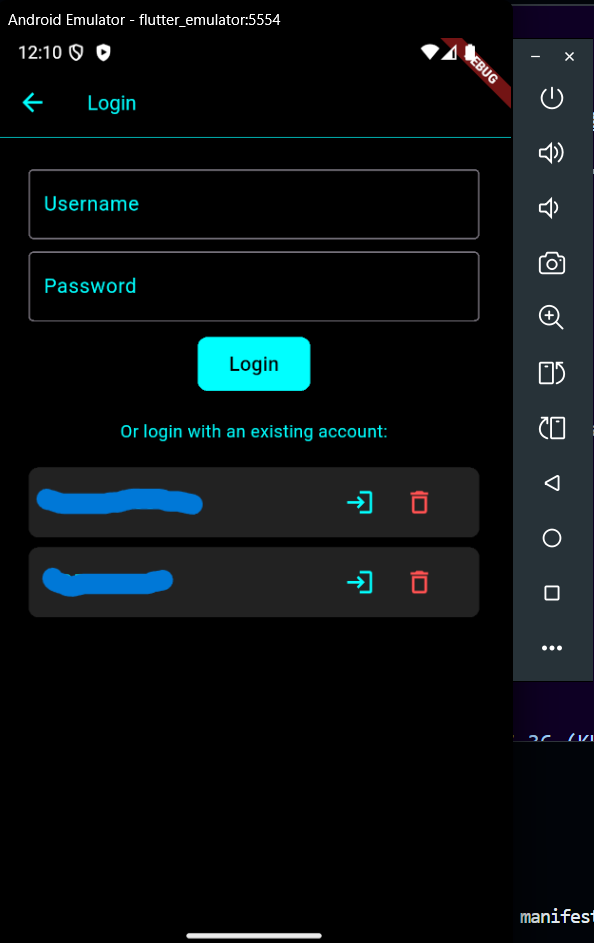 Android Emulator - flutter_emulator:5554
12:10
DEBUG
Login
Username
Password
Login
Or login with an existing account:
manifest